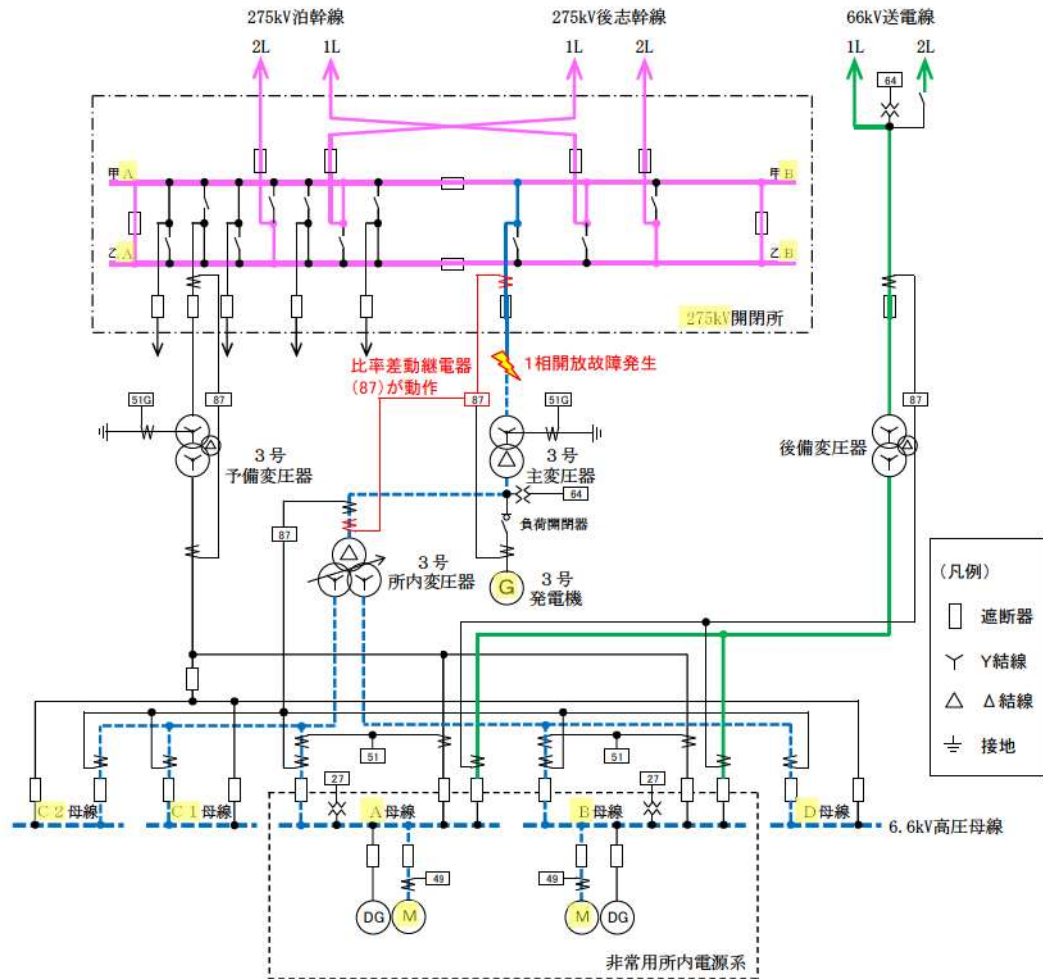 275kV泊幹線
275kV後志幹線
66kV送電線
2L
1L
1L
2L
1L
2L
64
甲A
甲B
乙A
乙B
275kV開閉所
比率差動継電器
(87)が動作
1相開放故障発生
51G
87
87
51G
87
3号
予備変圧器
3号
主変圧器
後備変圧器
64
負荷開閉器
87
3号
所内変圧器
G
3号
発電機
(凡例)
遮断器
Y結線
Δ結線
接地
51
51
27
27
C2母線
C1母線
A母線
B母線
D母線
6.6kV高圧母線
49
49
DG
M
M
DG
非常用所内電源系